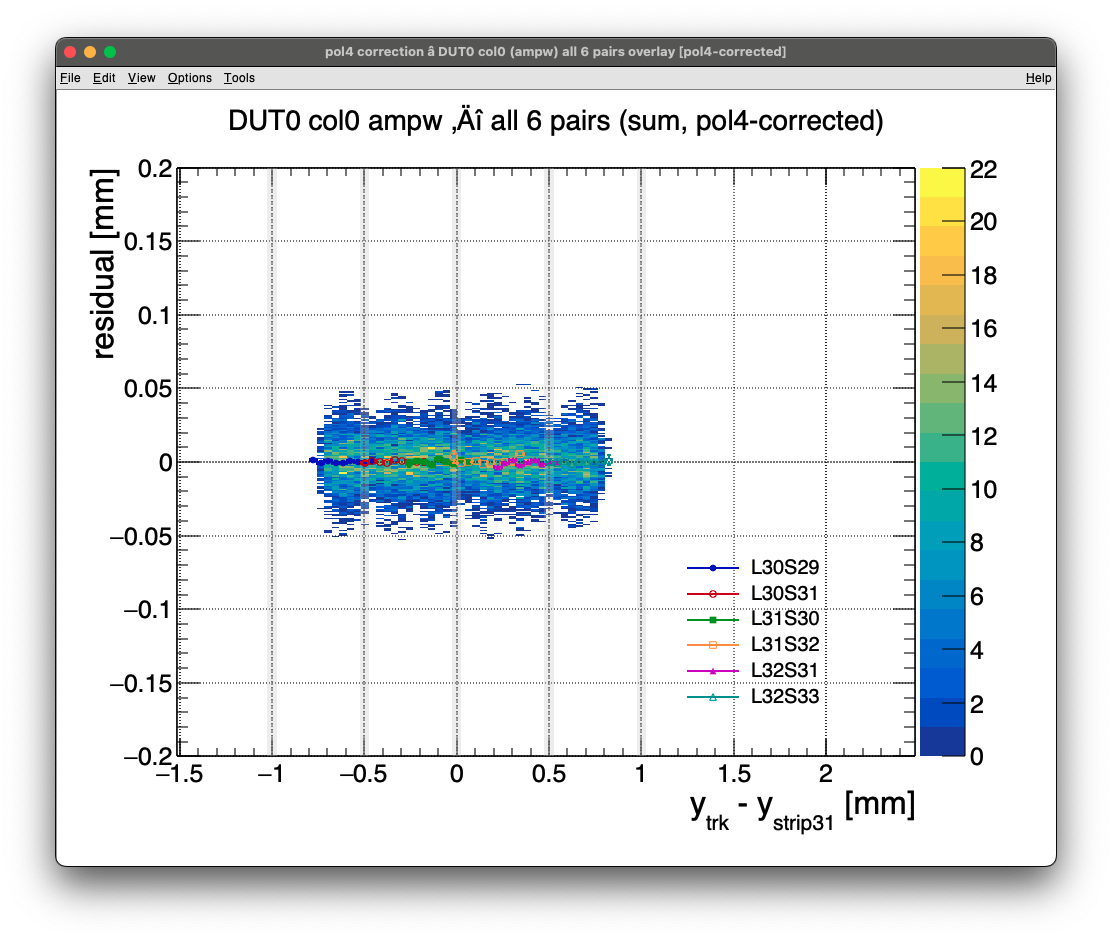 pol4 correction â DUT0 col0 (ampw) all 6 pairs overlay [pol4-corrected]
File Edit View Options Tools Help
DUT0 col0 ampw ‚Äî all 6 pairs (sum, pol4-corrected)
residual [mm]
0.2
0.15
0.1
0.05
0
−0.05
−0.1
−0.15
−0.2
−1.5 −1 −0.5 0 0.5 1 1.5 2
ytrk - ystrip31 [mm]
L30S29
L30S31
L31S30
L31S32
L32S31
L32S33
22
20
18
16
14
12
10
8
6
4
2
0